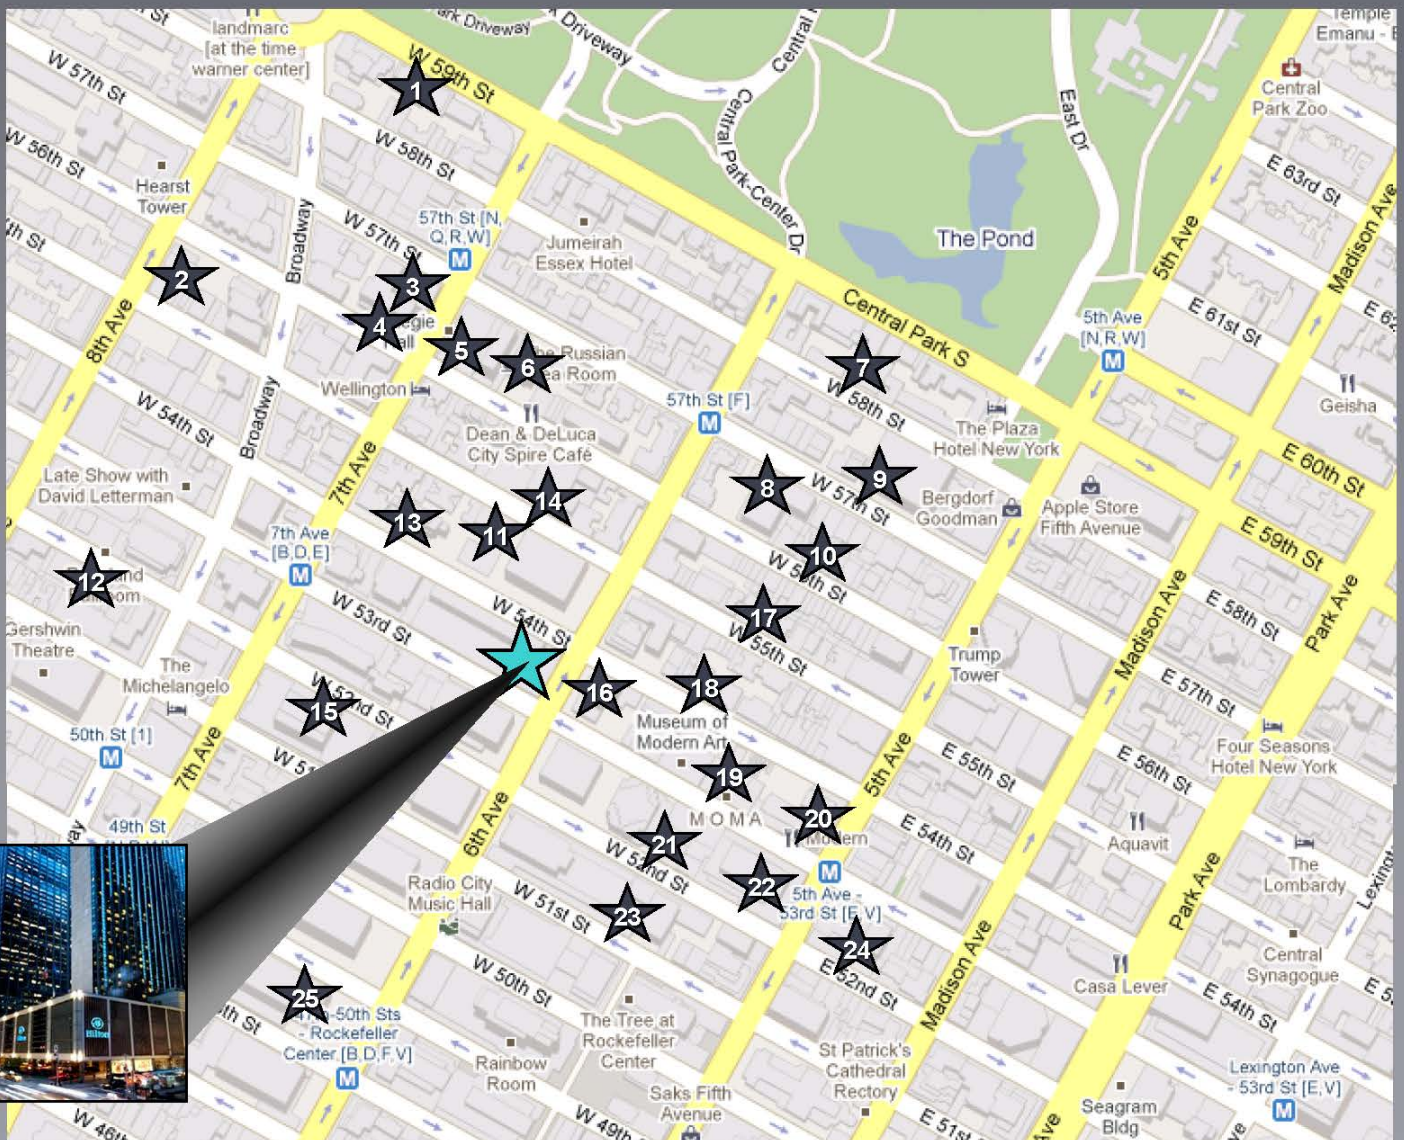 landmarc
[at the time
warner center]
Park Driveway
Driveway
Central
Temple
Emanu - E
W 57th St
W 59th St
1
Central
Park Zoo
Central Park-Center Dr
East Dr
W 56th St
W 58th St
E 63rd St
Hearst
Tower
Broadway
W 57th St
57th St [N,
Q,R,W]
M
Jumeirah
Essex Hotel
The Pond
5th Ave
Madison Ave
2
3
4
5
6
Wellington
The Russian
Tea Room
8th Ave
Central Park S
7
W 58th St
5th Ave
[N,R,W]
M
E 61st St
Geisha
57th St [F]
M
The Plaza
Hotel New York
W 54th St
Broadway
Dean & DeLuca
City Spire Café
Late Show with
David Letterman
7th Ave
8
9
W 57th St
Bergdorf
Goodman
Apple Store
Fifth Avenue
E 60th St
E 59th St
13
11
14
10
W 56th St
7th Ave
[B,D,E]
M
12
W 53rd St
W 54th St
17
W 55th St
E 58th St
Park Ave
Madison Ave
Gershwin
Theatre
The
Michelangelo
Trump
Tower
E 57th St
15
W 52nd St
16
18
Museum of
Modern Art
50th St [1]
M
7th Ave
W 51
19
M O M A
5th Ave
E 55th St
E 56th St
Four Seasons
Hotel New York
49th St
6th Ave
20
Modern
E 54th St
Aquavit
The
Lombardy
21
W 52nd St
22
M
5th Ave -
53rd St [E,V]
Park Ave
Radio City
Music Hall
W 51st St
23
24
E 52nd St
Madison Ave
Casa Lever
Central
Synagogue
E 54th St
Hilton
25
47th-50th Sts
- Rockefeller
Center [B,D,F,V]
M
W 50th St
Rainbow
Room
The Tree at
Rockefeller
Center
St Patrick's
Cathedral
Rectory
Saks Fifth
Avenue
Lexington Ave
- 53rd St [E,V]
M
Seagram
Bldg
W 46th
W 49th
E 51st